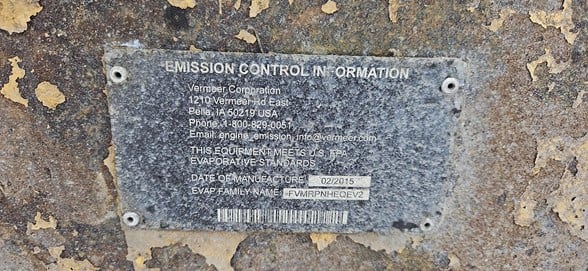 EMISSION CONTROL INFORMATION
Vermeer Corporation
1210 Vermeer Rd East
Pella, IA 50219 USA
Phone: 1-800-829-0051
Email: engine_emission_info@vermeer.com
THIS EQUIPMENT MEETS U.S. EPA
EVAPORATIVE STANDARDS
DATE OF MANUFACTURE 02/2015
EVAP FAMILY NAME: FVMRPNHEQEV2